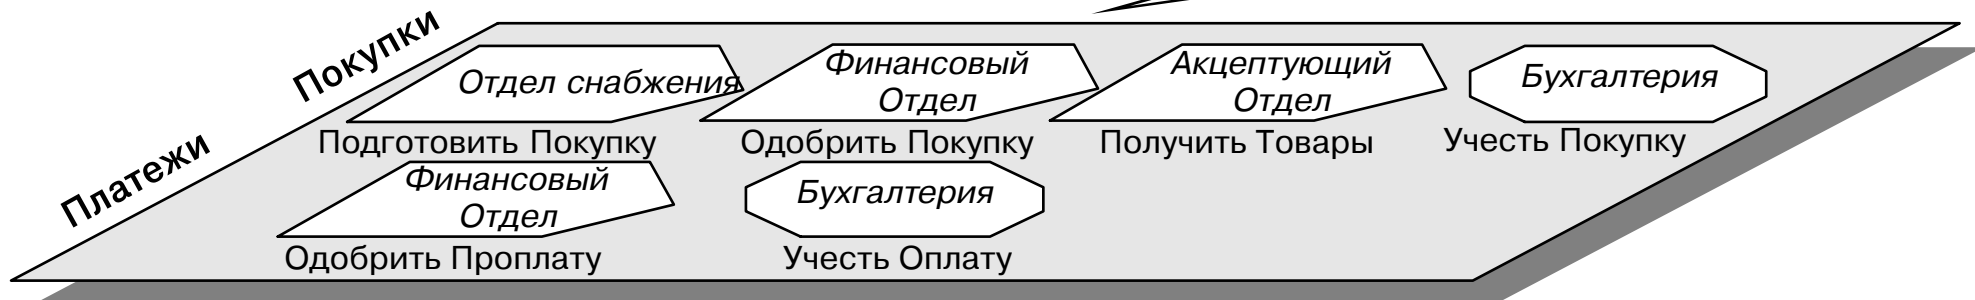 Покупки
Отдел снабжения
Финансовый
Отдел
Акцептующий
Отдел
Бухгалтерия
Подготовить Покупку
Одобрить Покупку
Получить Товары
Учесть Покупку
Платежи
Финансовый
Отдел
Бухгалтерия
Одобрить Проплату
Учесть Оплату